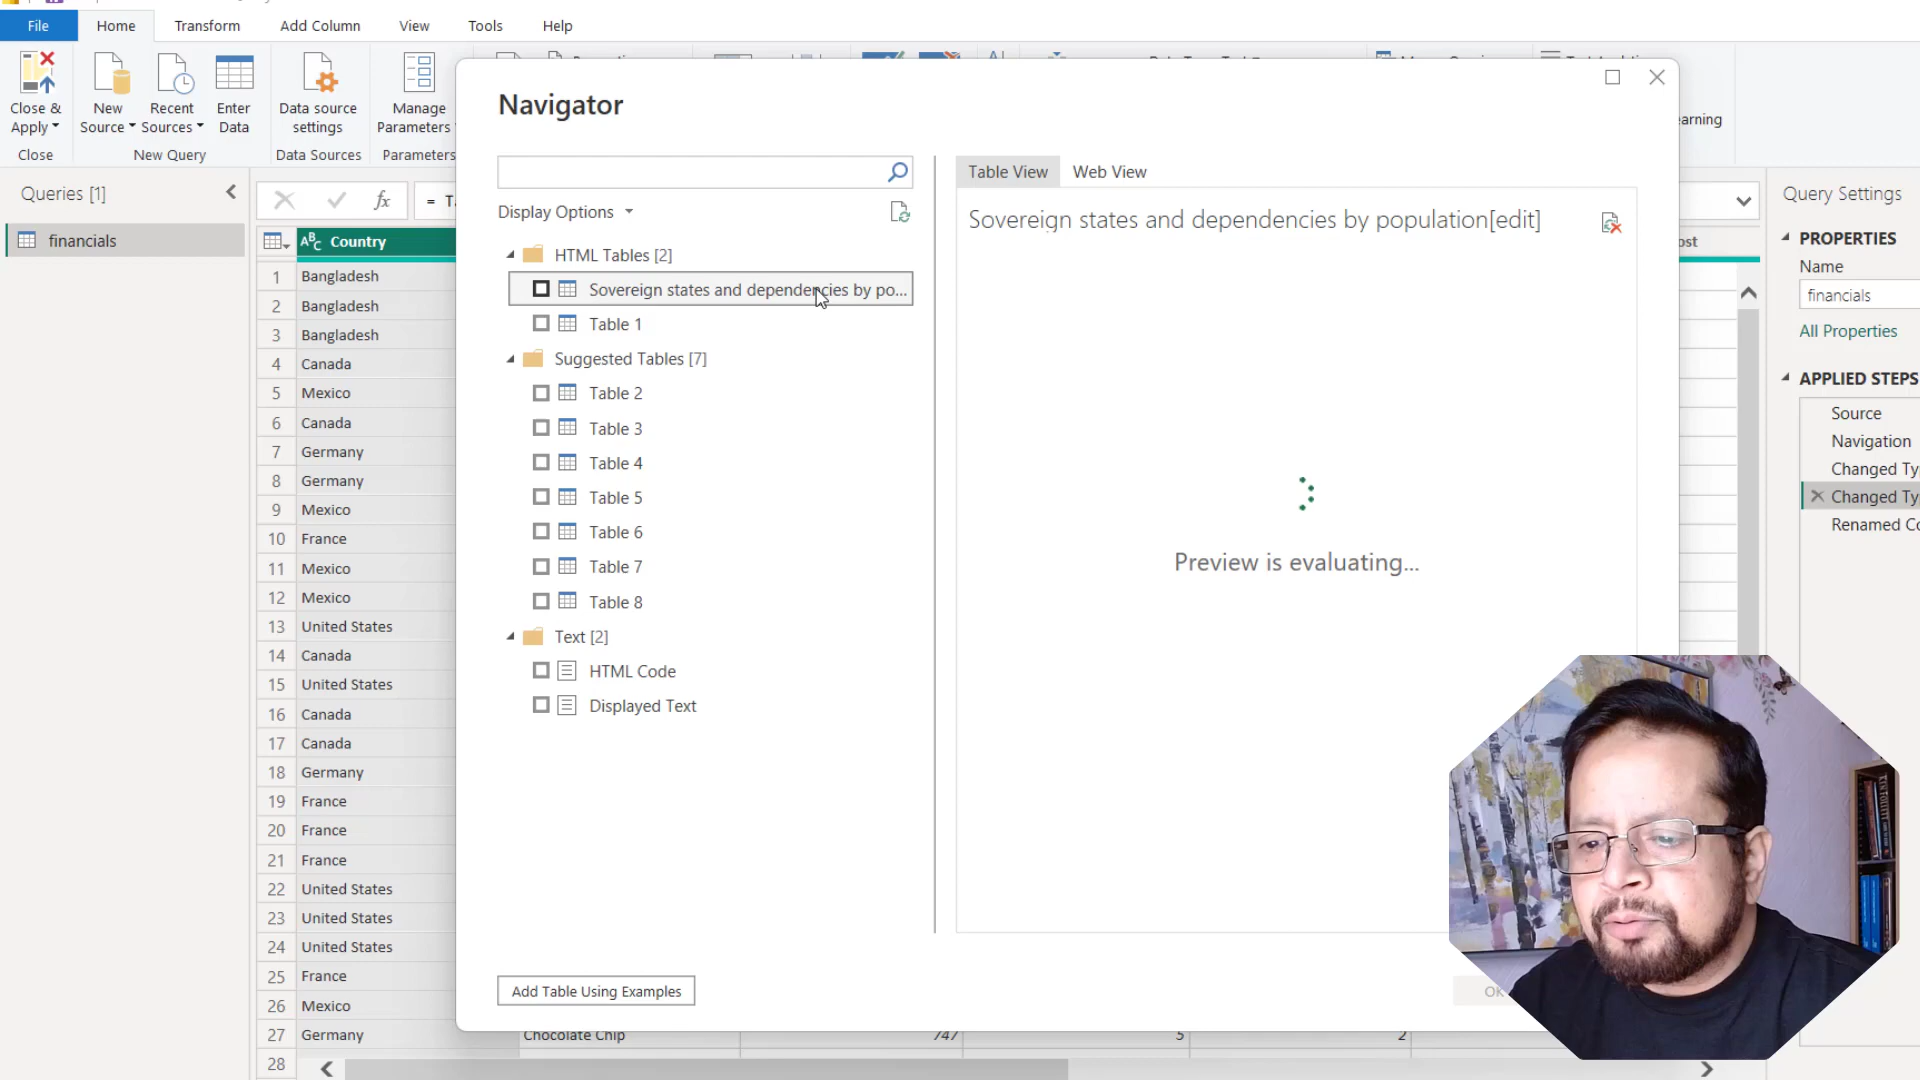 File
Home
Transform
Add Column
View
Tools
Help
Close & Apply
New Source
Recent Sources
Enter Data
Data source settings
Manage Parameters
Close
New Query
Data Sources
Parameters
arning
Queries [1]
financials
= T
ABC Country
1 Bangladesh
2 Bangladesh
3 Bangladesh
4 Canada
5 Mexico
6 Canada
7 Germany
8 Germany
9 Mexico
10 France
11 Mexico
12 Mexico
13 United States
14 Canada
15 United States
16 Canada
17 Canada
18 Germany
19 France
20 France
21 France
22 United States
23 United States
24 United States
25 France
26 Mexico
27 Germany Chocolate Chip 747 5 2
28
Navigator
Display Options
HTML Tables [2]
Sovereign states and dependencies by po...
Table 1
Suggested Tables [7]
Table 2
Table 3
Table 4
Table 5
Table 6
Table 7
Table 8
Text [2]
HTML Code
Displayed Text
Add Table Using Examples
Table View
Web View
Sovereign states and dependencies by population[edit]
Preview is evaluating...
OK
ost
Query Settings
PROPERTIES
Name
financials
All Properties
APPLIED STEPS
Source
Navigation
Changed Ty
Changed Ty
Renamed Co